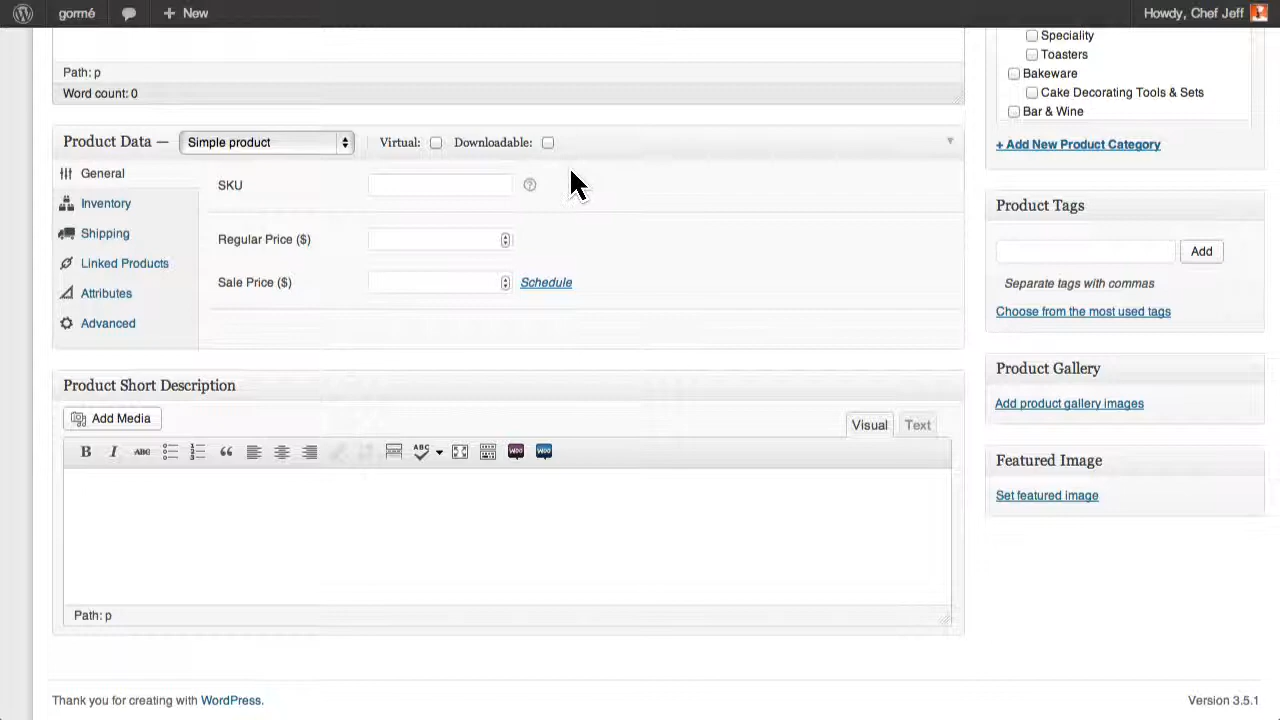 gormé
New
Howdy, Chef Jeff
Path: p
Word count: 0
Speciality
Toasters
Bakeware
Cake Decorating Tools & Sets
Bar & Wine
+ Add New Product Category
Product Data — Simple product Virtual: Downloadable:
General
Inventory
Shipping
Linked Products
Attributes
Advanced
SKU
Regular Price ($)
Sale Price ($) Schedule
Product Tags
Add
Separate tags with commas
Choose from the most used tags
Product Short Description
Add Media
Visual Text
ABC ABC WOO WOO
Path: p
Product Gallery
Add product gallery images
Featured Image
Set featured image
Thank you for creating with WordPress.
Version 3.5.1